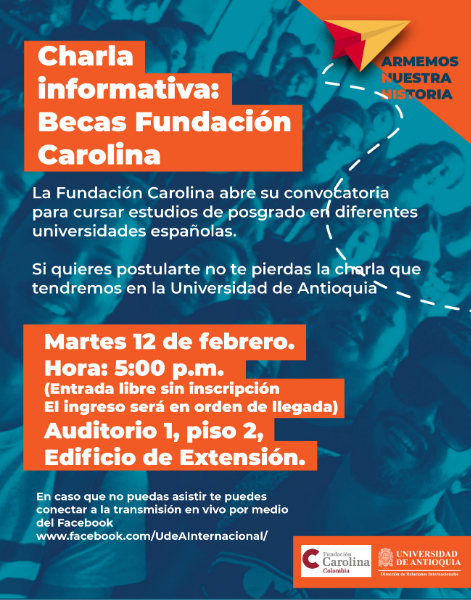 ARMEMOS
NUESTRA
HISTORIA
Charla
informativa:
Becas Fundación
Carolina
La Fundación Carolina abre su convocatoria
para cursar estudios de posgrado en diferentes
universidades españolas.
Si quieres postularte no te pierdas la charla que
tendremos en la Universidad de Antioquia
Martes 12 de febrero.
Hora: 5:00 p.m.
(Entrada libre sin inscripción
El ingreso será en orden de llegada)
Auditorio 1, piso 2,
Edificio de Extensión.
En caso que no puedas asistir te puedes
conectar a la transmisión en vivo por medio
del Facebook
www.facebook.com/UdeAInternacional/
Fundación
Carolina
Colombia
UNIVERSIDAD
DE ANTIOQUIA
Dirección de Relaciones Internacionales